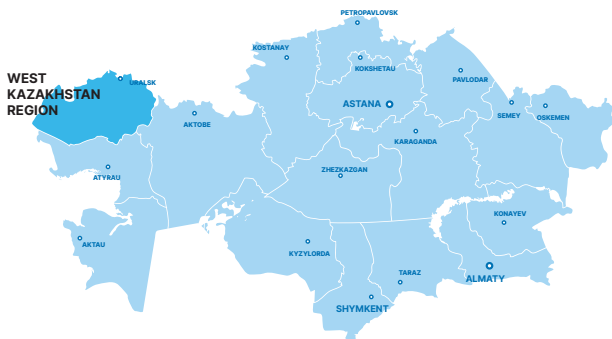 PETROPAVLOVSK
KOSTANAY
KOKSHETAU
PAVLODAR
WEST
KAZAKHSTAN
REGION
URALSK
ASTANA
SEMEY
OSKEMEN
AKTOBE
KARAGANDA
ZHEZKAZGAN
ATYRAU
KONAYEV
AKTAU
KYZYLORDA
TARAZ
ALMATY
SHYMKENT